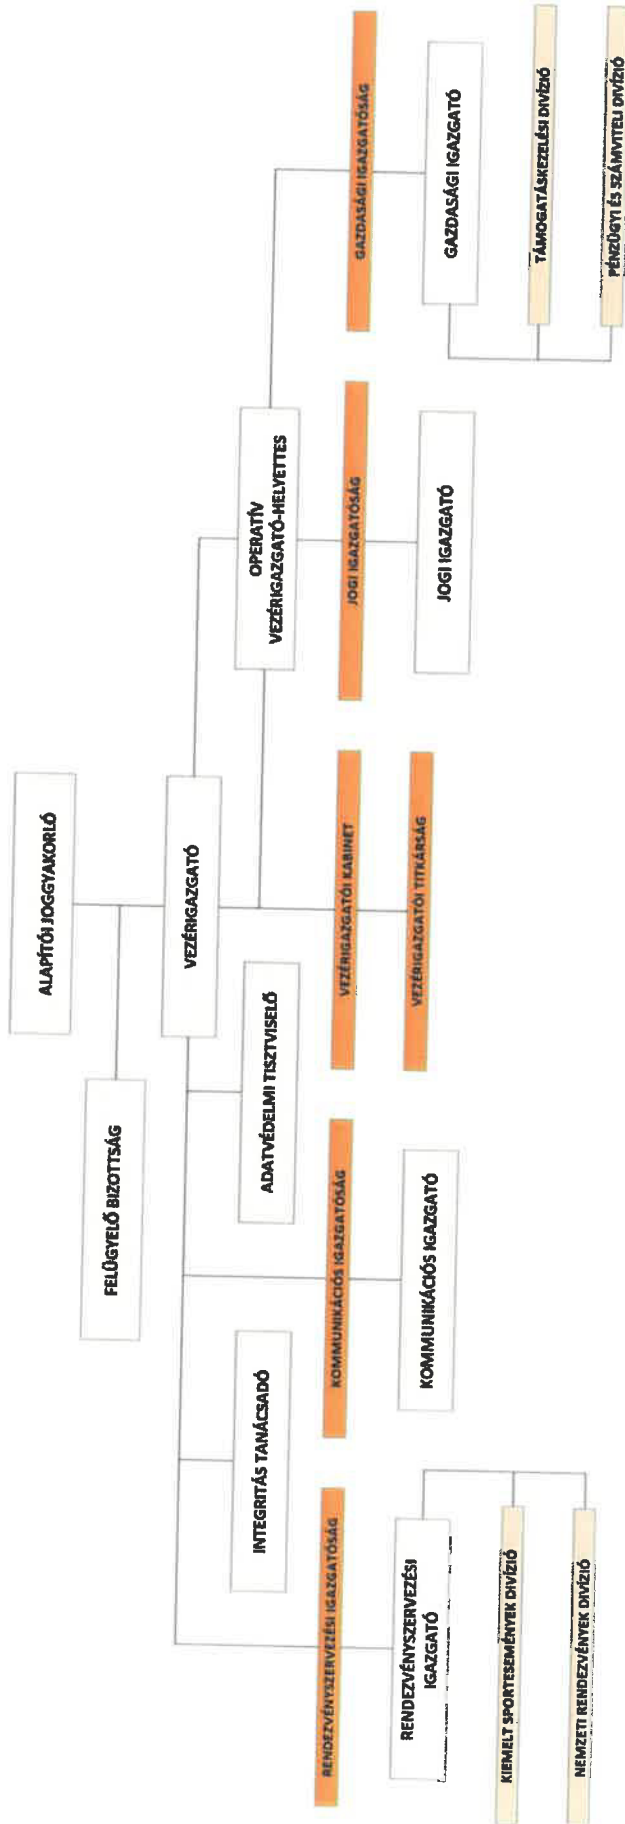 ALAPÍTÓI JOGGYAKORLÓ
FELÜGYELŐ BIZOTTSÁG
VEZÉRIGAZGATÓ
INTEGRITÁS TANÁCSADÓ
ADATVÉDELMI TISZTVISELŐ
OPERATÍV
VEZÉRIGAZGATÓ-HELYETTES
RENDEZVÉNYSZERVEZÉSI IGAZGATÓSÁG
KOMMUNIKÁCIÓS IGAZGATÓSÁG
VEZÉRIGAZGATÓI KABINET
JOGI IGAZGATÓSÁG
GAZDASÁGI IGAZGATÓSÁG
RENDEZVÉNYSZERVEZÉSI
IGAZGATÓ
KOMMUNIKÁCIÓS IGAZGATÓ
VEZÉRIGAZGATÓI TITKÁRSÁG
JOGI IGAZGATÓ
GAZDASÁGI IGAZGATÓ
KIEMELT SPORTESEMÉNYEK DIVÍZIÓ
NEMZETI RENDEZVÉNYEK DIVÍZIÓ
TÁMOGATÁSKEZELÉSI DIVÍZIÓ
PÉNZÜGYI ÉS SZÁMVITELI DIVÍZIÓ